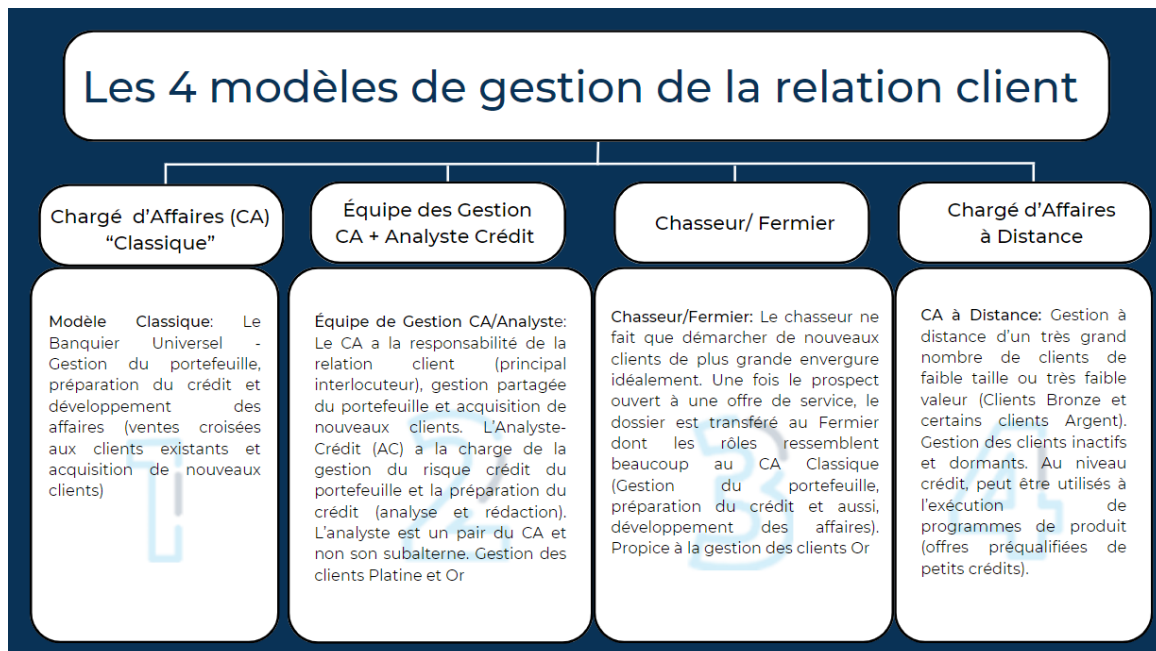 Les 4 modèles de gestion de la relation client
Chargé d'Affaires (CA)
"Classique"
Équipe des Gestion
CA + Analyste Crédit
Chasseur/ Fermier
Chargé d'Affaires
à Distance
Modèle Classique: Le
Banquier Universel -
Gestion du portefeuille,
préparation du crédit et
développement des
affaires (ventes croisées
aux clients existants et
acquisition de nouveaux
clients)
1
Équipe de Gestion CA/Analyste:
Le CA a la responsabilité de la
relation client (principal
interlocuteur), gestion partagée
du portefeuille et acquisition de
nouveaux clients. L'Analyste-
Crédit (AC) a la charge de la
gestion du risque crédit du
portefeuille et la préparation du
crédit (analyse et rédaction).
L'analyste est un pair du CA et
non son subalterne. Gestion des
clients Platine et Or
2
Chasseur/Fermier: Le chasseur ne
fait que démarcher de nouveaux
clients de plus grande envergure
idéalement. Une fois le prospect
ouvert à une offre de service, le
dossier est transféré au Fermier
dont les rôles ressemblent
beaucoup au CA Classique
(Gestion du portefeuille,
préparation du crédit et aussi,
développement des affaires).
Propice à la gestion des clients Or
3
CA à Distance: Gestion à
distance d'un très grand
nombre de clients de
faible taille ou très faible
valeur (Clients Bronze et
certains clients Argent).
Gestion des clients inactifs
et dormants. Au niveau
crédit, peut être utilisés à
l'exécution de
programmes de produit
(offres préqualifiées de
petits crédits).
4